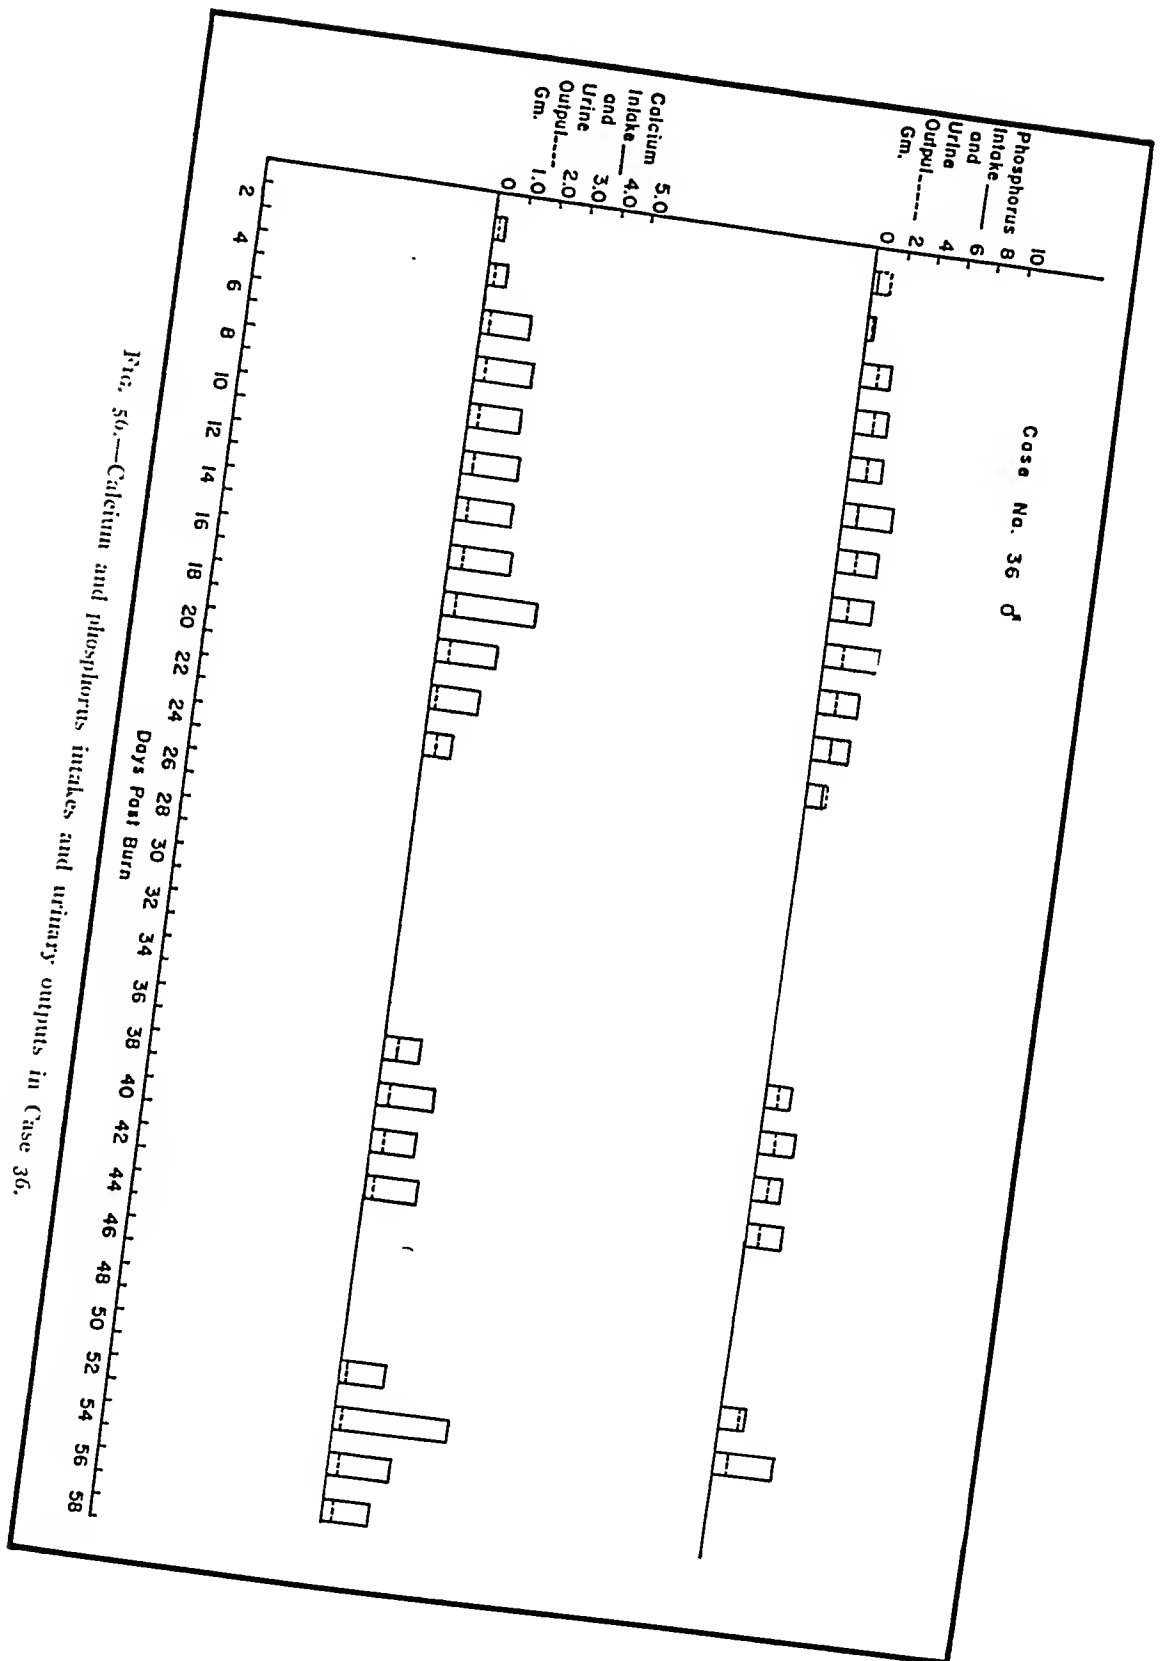 Case No. 36 ♂
Phosphorus
Intake——
and
Urine
Output-----
Gm.
10
8
6
4
2
0
Calcium
Intake——
and
Urine
Output----
Gm.
5.0
4.0
3.0
2.0
1.0
0
2 4 6 8 10 12 14 16 18 20 22 24 26 28 30 32 34 36 38 40 42 44 46 48 50 52 54 56 58
Days Post Burn
FIG. 56.—Calcium and phosphorus intakes and urinary outputs in Case 36.